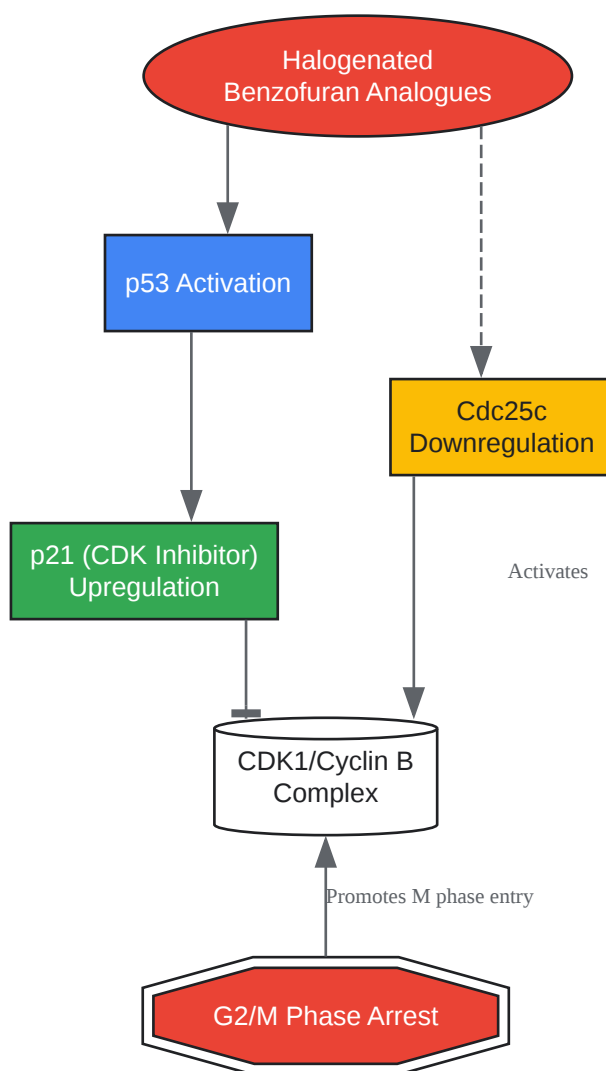 Halogenated
Benzofuran Analogues
p53 Activation
Cdc25c
Downregulation
p21 (CDK Inhibitor)
Upregulation
Activates
CDK1/Cyclin B
Complex
Promotes M phase entry
G2/M Phase Arrest